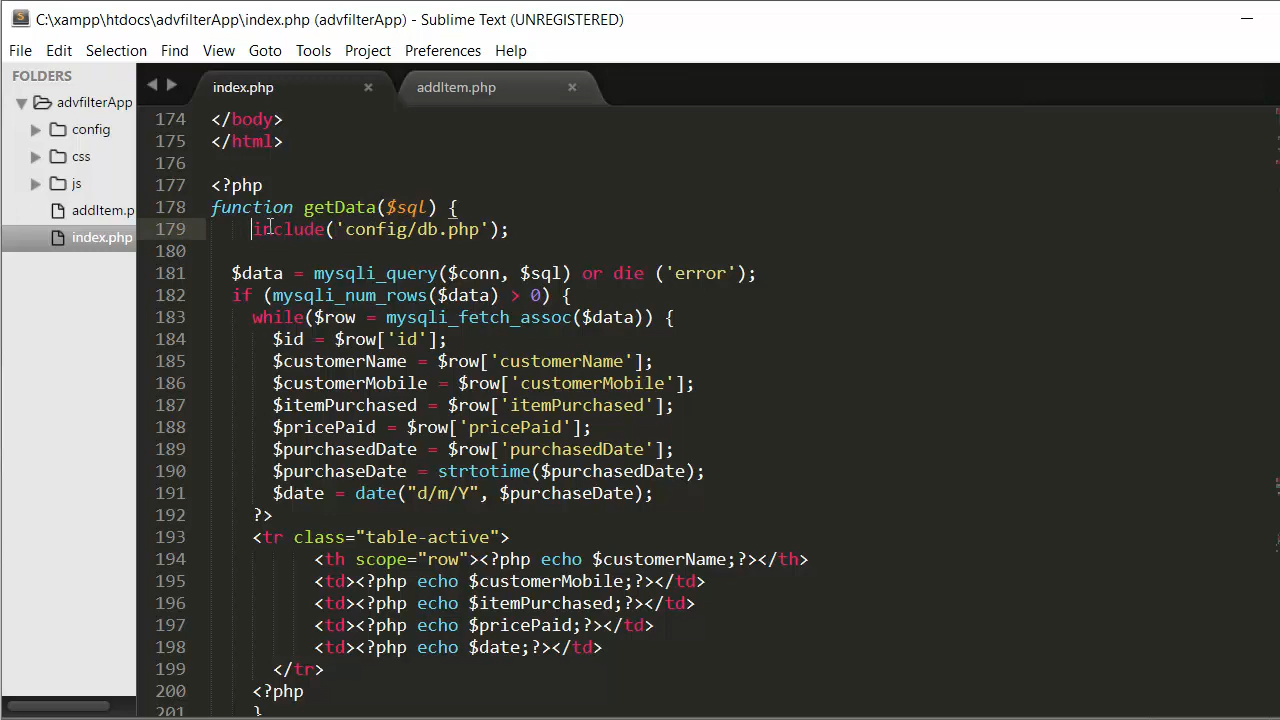 C:\xampp\htdocs\advfilterApp\index.php (advfilterApp) - Sublime Text (UNREGISTERED)
File Edit Selection Find View Goto Tools Project Preferences Help
FOLDERS
advfilterApp
config
css
js
addItem.p
index.php
index.php × addItem.php ×
174 </body>
175 </html>
176
177 <?php
178 function getData($sql) {
179 include('config/db.php');
180
181 $data = mysqli_query($conn, $sql) or die ('error');
182 if (mysqli_num_rows($data) > 0) {
183 while($row = mysqli_fetch_assoc($data)) {
184 $id = $row['id'];
185 $customerName = $row['customerName'];
186 $customerMobile = $row['customerMobile'];
187 $itemPurchased = $row['itemPurchased'];
188 $pricePaid = $row['pricePaid'];
189 $purchasedDate = $row['purchasedDate'];
190 $purchaseDate = strtotime($purchasedDate);
191 $date = date("d/m/Y", $purchaseDate);
192 ?>
193 <tr class="table-active">
194 <th scope="row"><?php echo $customerName;?></th>
195 <td><?php echo $customerMobile;?></td>
196 <td><?php echo $itemPurchased;?></td>
197 <td><?php echo $pricePaid;?></td>
198 <td><?php echo $date;?></td>
199 </tr>
200 <?php
201 }